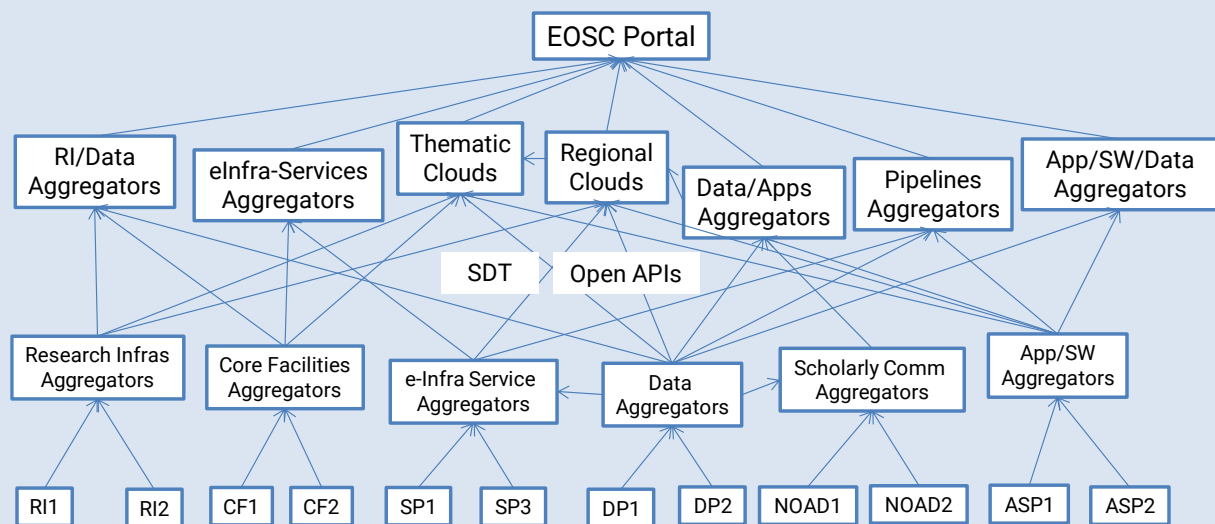 EOSC Portal
RI/Data
Aggregators
eInfra-Services
Aggregators
Thematic
Clouds
Regional
Clouds
Data/Apps
Aggregators
Pipelines
Aggregators
App/SW/Data
Aggregators
SDT
Open APIs
Research Infras
Aggregators
Core Facilities
Aggregators
e-Infra Service
Aggregators
Data
Aggregators
Scholarly Comm
Aggregators
App/SW
Aggregators
RI1
RI2
CF1
CF2
SP1
SP3
DP1
DP2
NOAD1
NOAD2
ASP1
ASP2